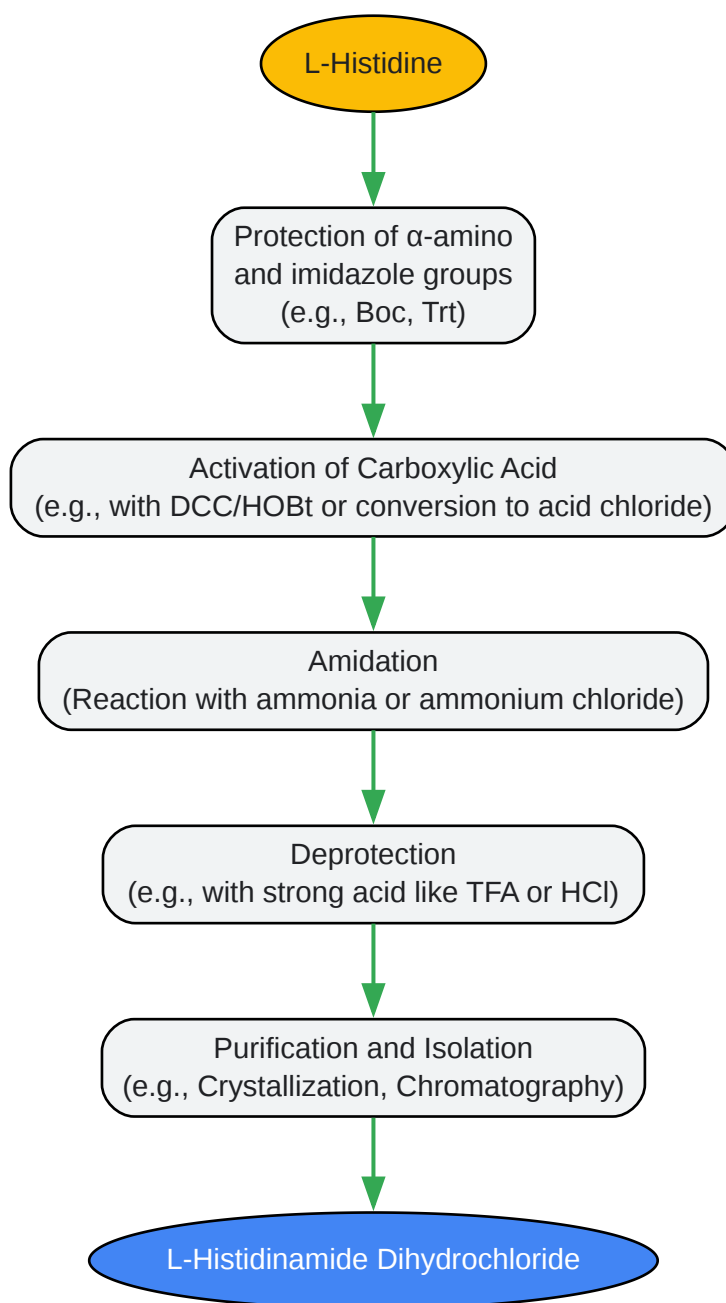 L-Histidine
Protection of α-amino
and imidazole groups
(e.g., Boc, Trt)
Activation of Carboxylic Acid
(e.g., with DCC/HOBt or conversion to acid chloride)
Amidation
(Reaction with ammonia or ammonium chloride)
Deprotection
(e.g., with strong acid like TFA or HCl)
Purification and Isolation
(e.g., Crystallization, Chromatography)
L-Histidinamide Dihydrochloride